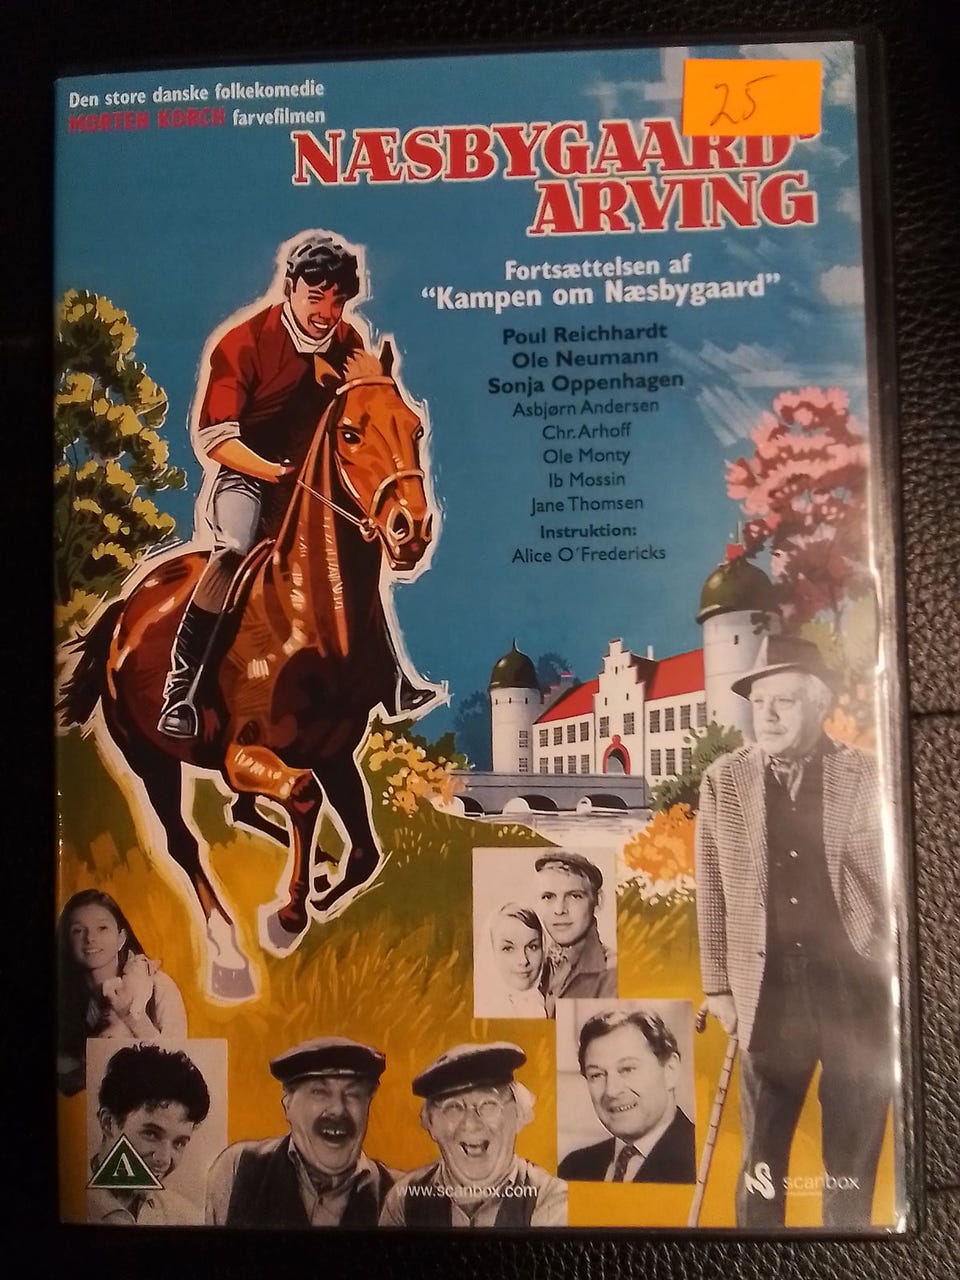 Den store danske folkekomedie
MORTEN KORCH farvefilmen
25
NÆSBYGAARD'
ARVING
Fortsættelsen af
“Kampen om Næsbygaard”
Poul Reichhardt
Ole Neumann
Sonja Oppenhagen
Asbjørn Andersen
Chr. Arhoff
Ole Monty
Ib Mossin
Jane Thomsen
Instruktion:
Alice O´Fredericks
A
www.scanbox.com
scanbox